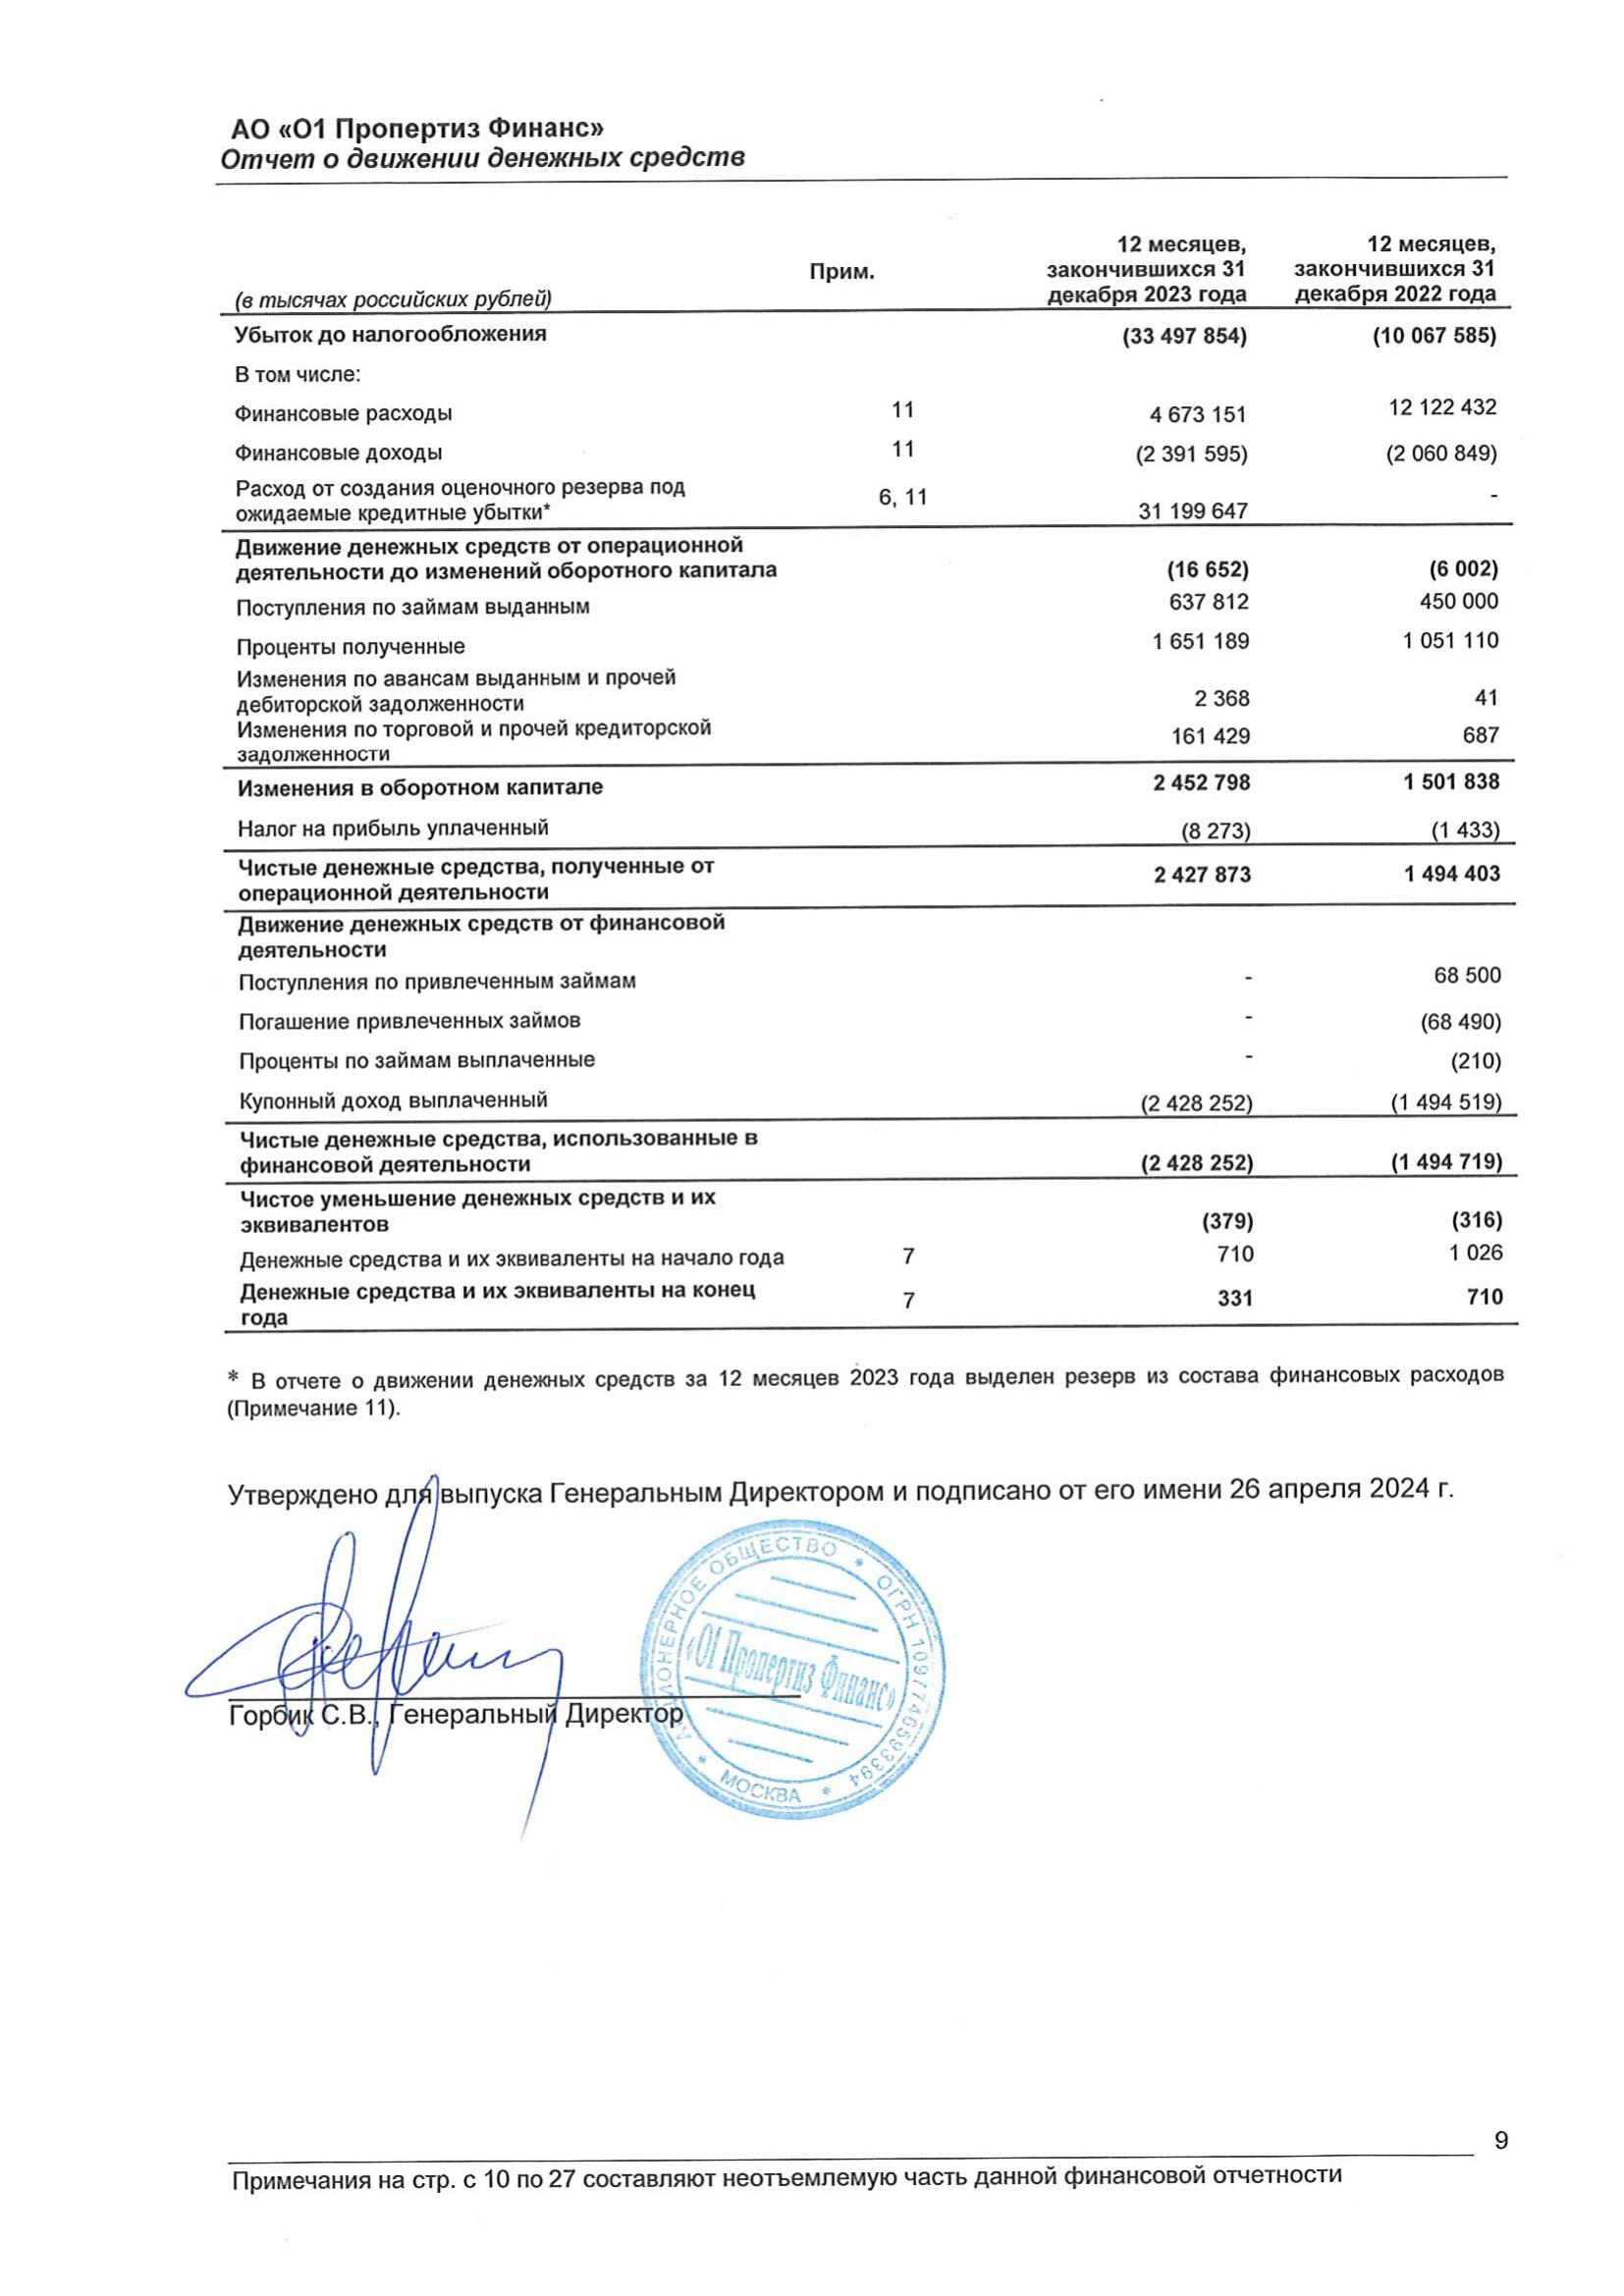 АО «О1 Пропертиз Финанс»
Отчет о движении денежных средств
(в тысячах российских рублей) Прим. 12 месяцев, закончившихся 31 декабря 2023 года 12 месяцев, закончившихся 31 декабря 2022 года
Убыток до налогообложения (33 497 854) (10 067 585)
В том числе:
Финансовые расходы 11 4 673 151 12 122 432
Финансовые доходы 11 (2 391 595) (2 060 849)
Расход от создания оценочного резерва под
ожидаемые кредитные убытки* 6, 11 31 199 647 -
Движение денежных средств от операционной
деятельности до изменений оборотного капитала (16 652) (6 002)
Поступления по займам выданным 637 812 450 000
Проценты полученные 1 651 189 1 051 110
Изменения по авансам выданным и прочей
дебиторской задолженности 2 368 41
Изменения по торговой и прочей кредиторской
задолженности 161 429 687
Изменения в оборотном капитале 2 452 798 1 501 838
Налог на прибыль уплаченный (8 273) (1 433)
Чистые денежные средства, полученные от
операционной деятельности 2 427 873 1 494 403
Движение денежных средств от финансовой
деятельности
Поступления по привлеченным займам - 68 500
Погашение привлеченных займов - (68 490)
Проценты по займам выплаченные - (210)
Купонный доход выплаченный (2 428 252) (1 494 519)
Чистые денежные средства, использованные в
финансовой деятельности (2 428 252) (1 494 719)
Чистое уменьшение денежных средств и их
эквивалентов (379) (316)
Денежные средства и их эквиваленты на начало года 7 710 1 026
Денежные средства и их эквиваленты на конец
года 7 331 710
* В отчете о движении денежных средств за 12 месяцев 2023 года выделен резерв из состава финансовых расходов
(Примечание 11).
Утверждено для выпуска Генеральным Директором и подписано от его имени 26 апреля 2024 г.
Горбик С.В., Генеральный Директор
АКЦИОНЕРНОЕ ОБЩЕСТВО * ОГРН 1097746593394 * МОСКВА *
«О1 Пропертиз Финанс»
9
Примечания на стр. с 10 по 27 составляют неотъемлемую часть данной финансовой отчетности